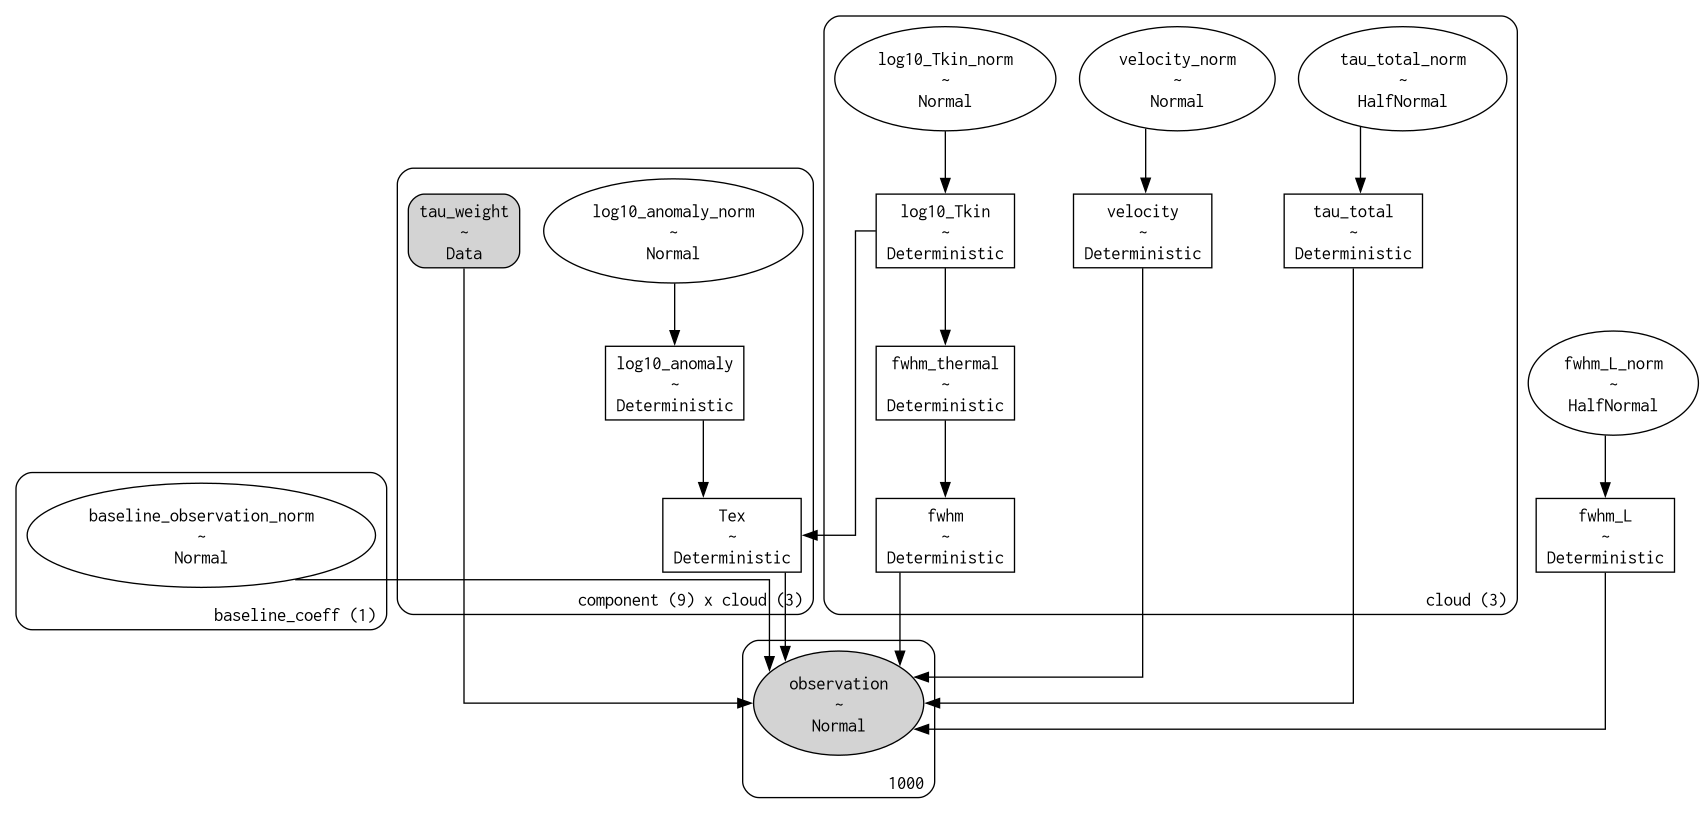 log10_Tkin_norm
~
Normal
velocity_norm
~
Normal
tau_total_norm
~
HalfNormal
tau_weight
~
Data
log10_anomaly_norm
~
Normal
log10_Tkin
~
Deterministic
velocity
~
Deterministic
tau_total
~
Deterministic
log10_anomaly
~
Deterministic
fwhm_thermal
~
Deterministic
fwhm_L_norm
~
HalfNormal
baseline_observation_norm
~
Normal
Tex
~
Deterministic
fwhm
~
Deterministic
fwhm_L
~
Deterministic
baseline_coeff (1)
component (9) x cloud (3)
cloud (3)
observation
~
Normal
1000